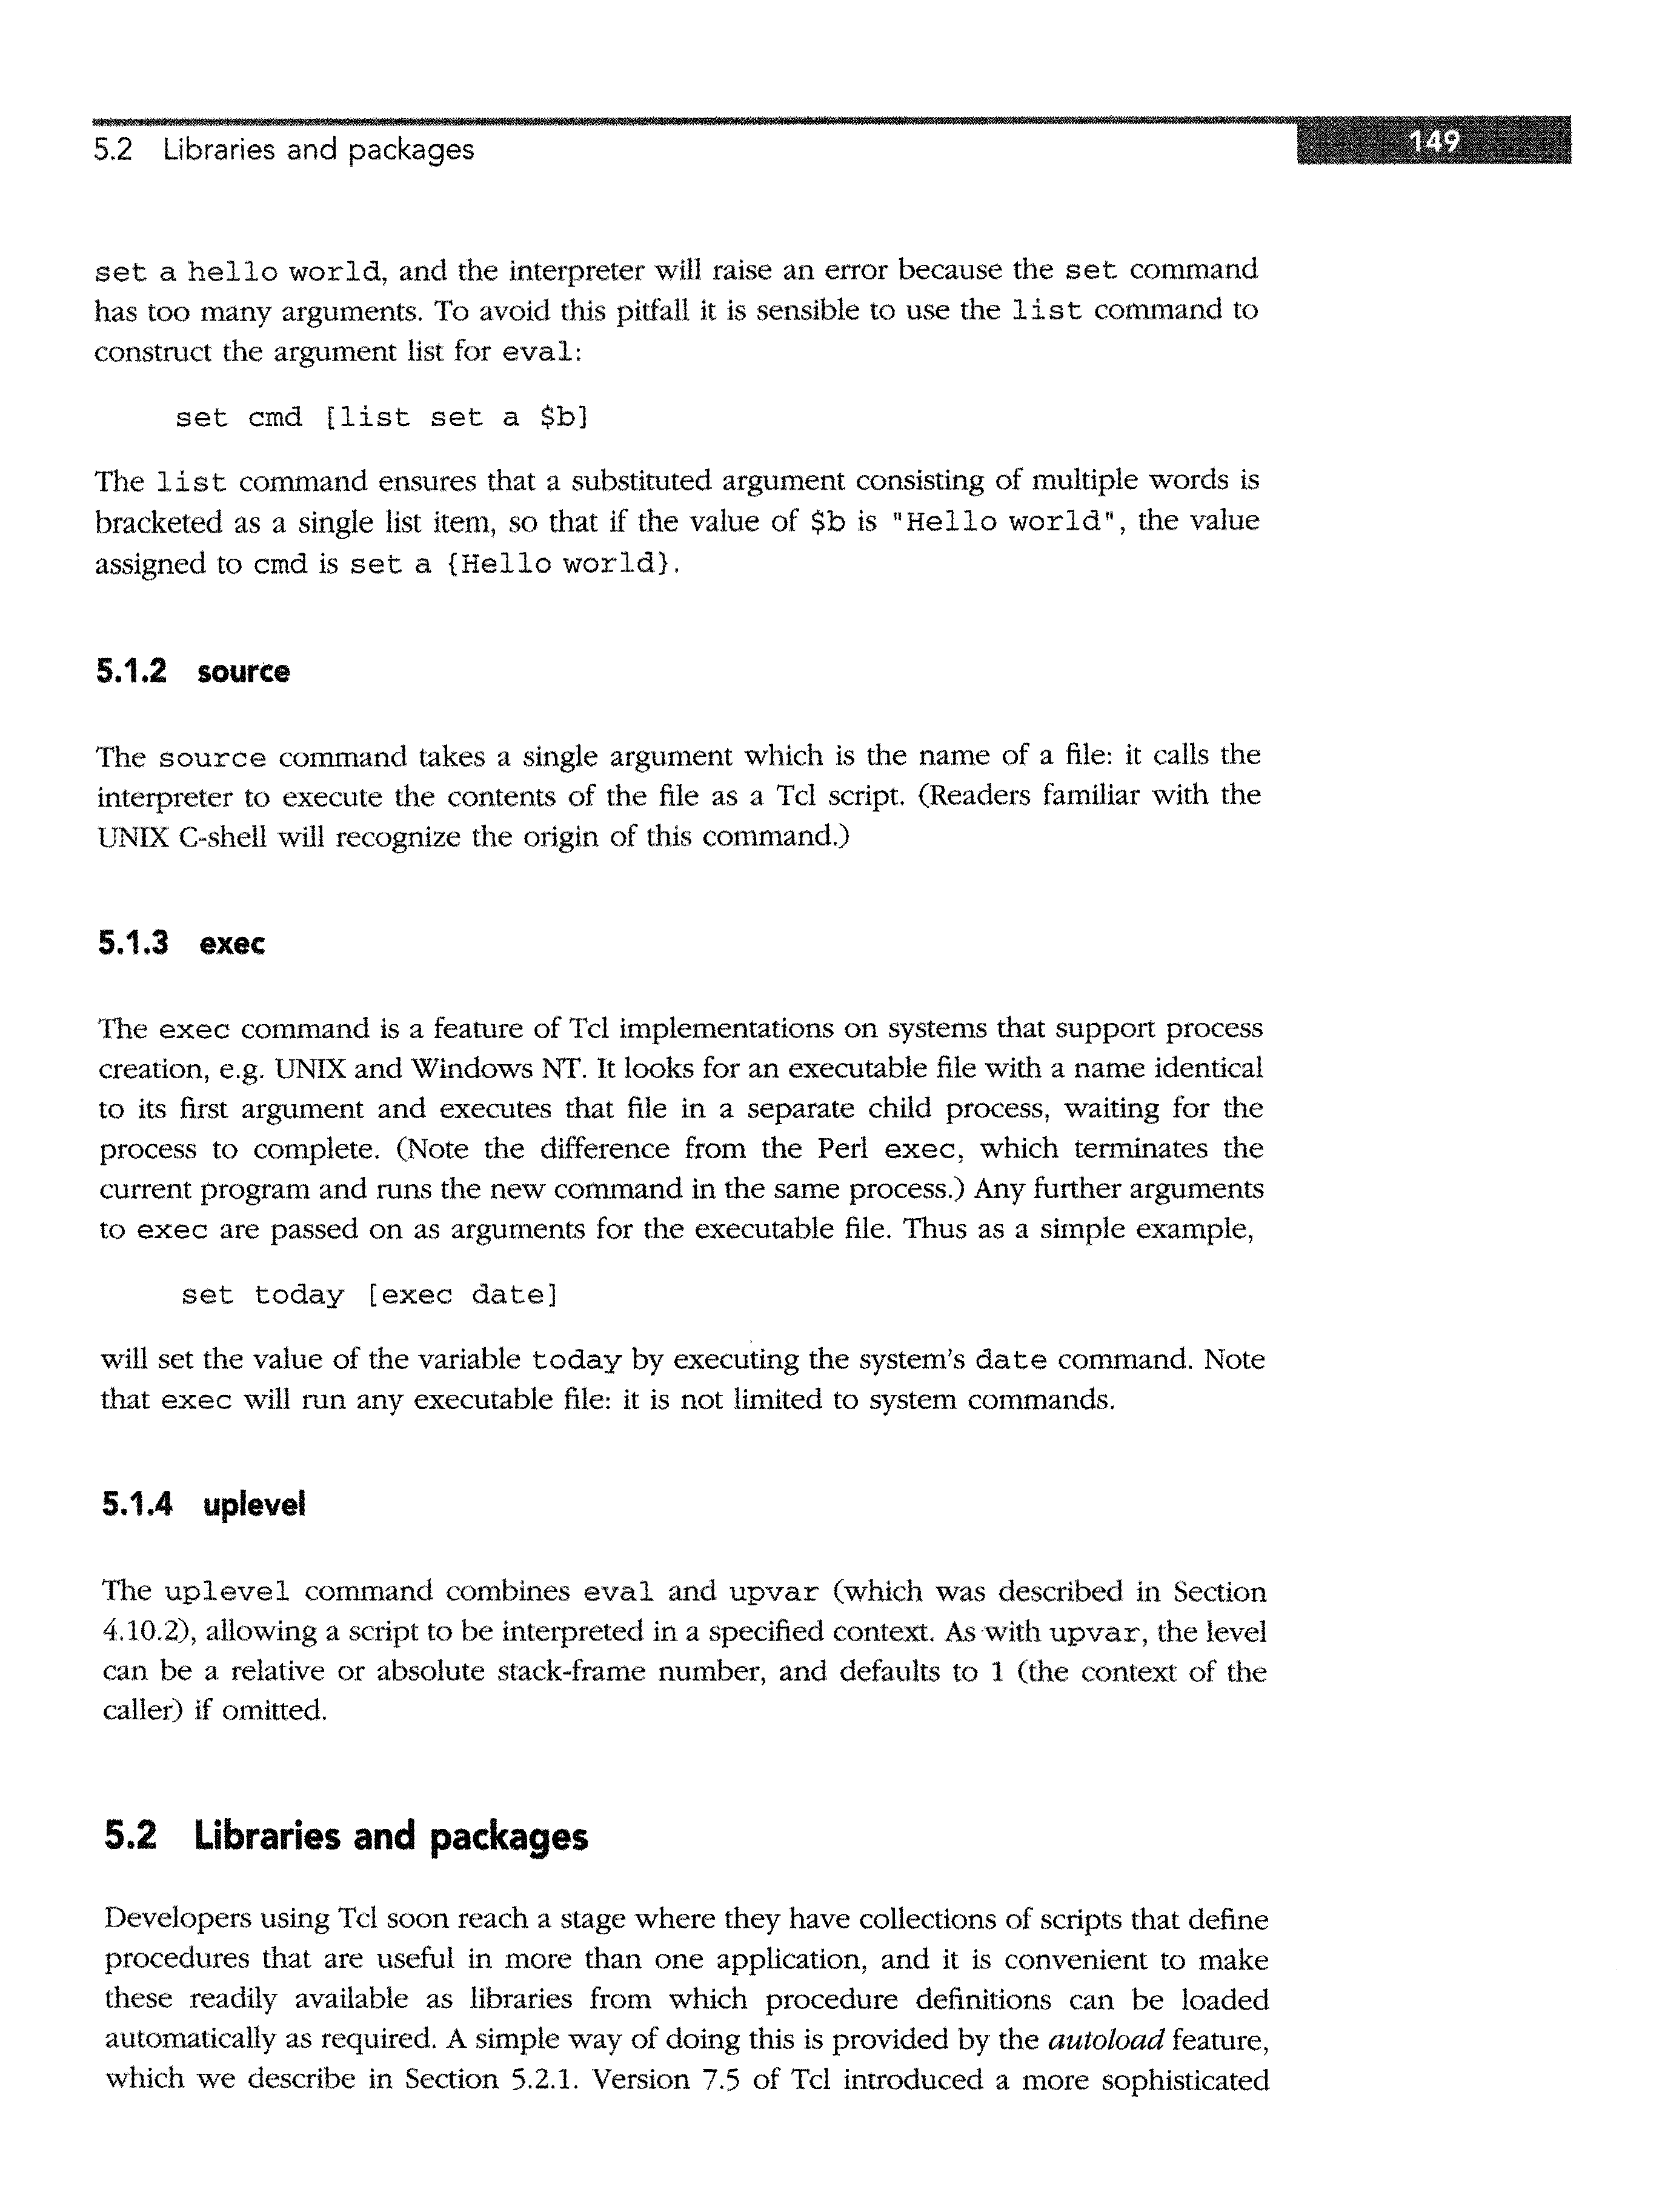 5.2 Libraries and packages
149
set a hello world, and the interpreter will raise an error because the set command
has too many arguments. To avoid this pitfall it is sensible to use the list command to
construct the argument list for eval:
set cmd [list set a $b]
The list command ensures that a substituted argument consisting of multiple words is
bracketed as a single list item, so that if the value of $b is "Hello world", the value
assigned to cmd is set a {Hello world}.
5.1.2 source
The source command takes a single argument which is the name of a file: it calls the
interpreter to execute the contents of the file as a Tcl script. (Readers familiar with the
UNIX C-shell will recognize the origin of this command.)
5.1.3 exec
The exec command is a feature of Tcl implementations on systems that support process
creation, e.g. UNIX and Windows NT. It looks for an executable file with a name identical
to its first argument and executes that file in a separate child process, waiting for the
process to complete. (Note the difference from the Perl exec, which terminates the
current program and runs the new command in the same process.) Any further arguments
to exec are passed on as arguments for the executable file. Thus as a simple example,
set today [exec date]
will set the value of the variable today by executing the system's date command. Note
that exec will run any executable file: it is not limited to system commands.
5.1.4 uplevel
The uplevel command combines eval and upvar (which was described in Section
4.10.2), allowing a script to be interpreted in a specified context. As with upvar, the level
can be a relative or absolute stack-frame number, and defaults to 1 (the context of the
caller) if omitted.
5.2 Libraries and packages
Developers using Tcl soon reach a stage where they have collections of scripts that define
procedures that are useful in more than one application, and it is convenient to make
these readily available as libraries from which procedure definitions can be loaded
automatically as required. A simple way of doing this is provided by the autoload feature,
which we describe in Section 5.2.1. Version 7.5 of Tcl introduced a more sophisticated